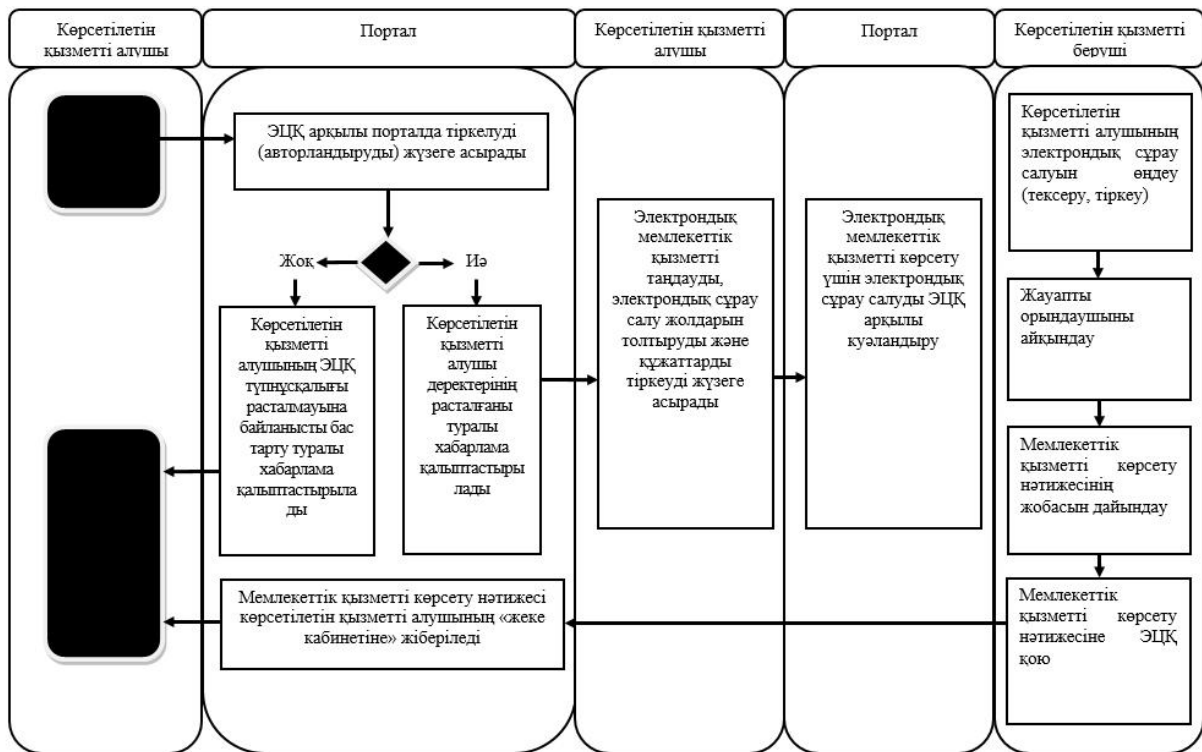 Көрсетілетін
қызметті алушы
Портал
Көрсетілетін қызметті
алушы
Портал
Көрсетілетін қызметті
беруші
ЭЦҚ арқылы порталда тіркелуді
(авторландыруды) жүзеге асырады
Жоқ
Иә
Көрсетілетін
қызметті
алушының ЭЦҚ
түпнұсқалығы
расталмауына
байланысты бас
тарту туралы
хабарлама
қалыптастырыла
ды
Көрсетілетін
қызметті
алушы
деректерінің
расталғаны
туралы
хабарлама
қалыптастыры
лады
Мемлекеттік қызметті көрсету нәтижесі
көрсетілетін қызметті алушының «жеке
кабинетіне» жіберіледі
Электрондық
мемлекеттік
қызметті
таңдауды,
электрондық сұрау
салу жолдарын
толтыруды және
құжаттарды
тіркеуді жүзеге
асырады
Электрондық
мемлекеттік
қызметті көрсету
үшін электрондық
сұрау салуды ЭЦҚ
арқылы
куәландыру
Көрсетілетін
қызметті алушының
электрондық сұрау
салуын өңдеу
(тексеру, тіркеу)
Жауапты
орындаушыны
айқындау
Мемлекеттік
қызметті көрсету
нәтижесінің
жобасын дайындау
Мемлекеттік
қызметті көрсету
нәтижесіне ЭЦҚ
қою